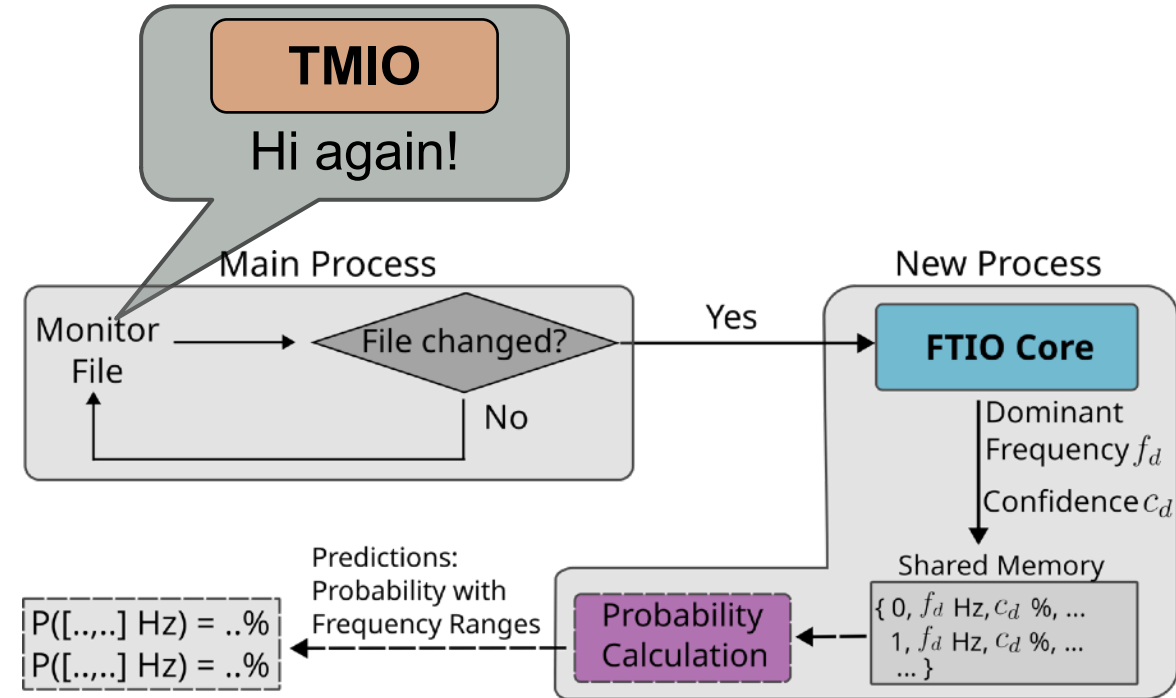 TMIO
Hi again!
Main Process
New Process
Monitor
File
File changed?
Yes
No
FTIO Core
Dominant
Frequency f_d
Confidence c_d
Shared Memory
{ 0, f_d Hz, c_d %, ...
1, f_d Hz, c_d %, ...
... }
Probability
Calculation
Predictions:
Probability with
Frequency Ranges
P([..,..] Hz) = ..%
P([..,..] Hz) = ..%